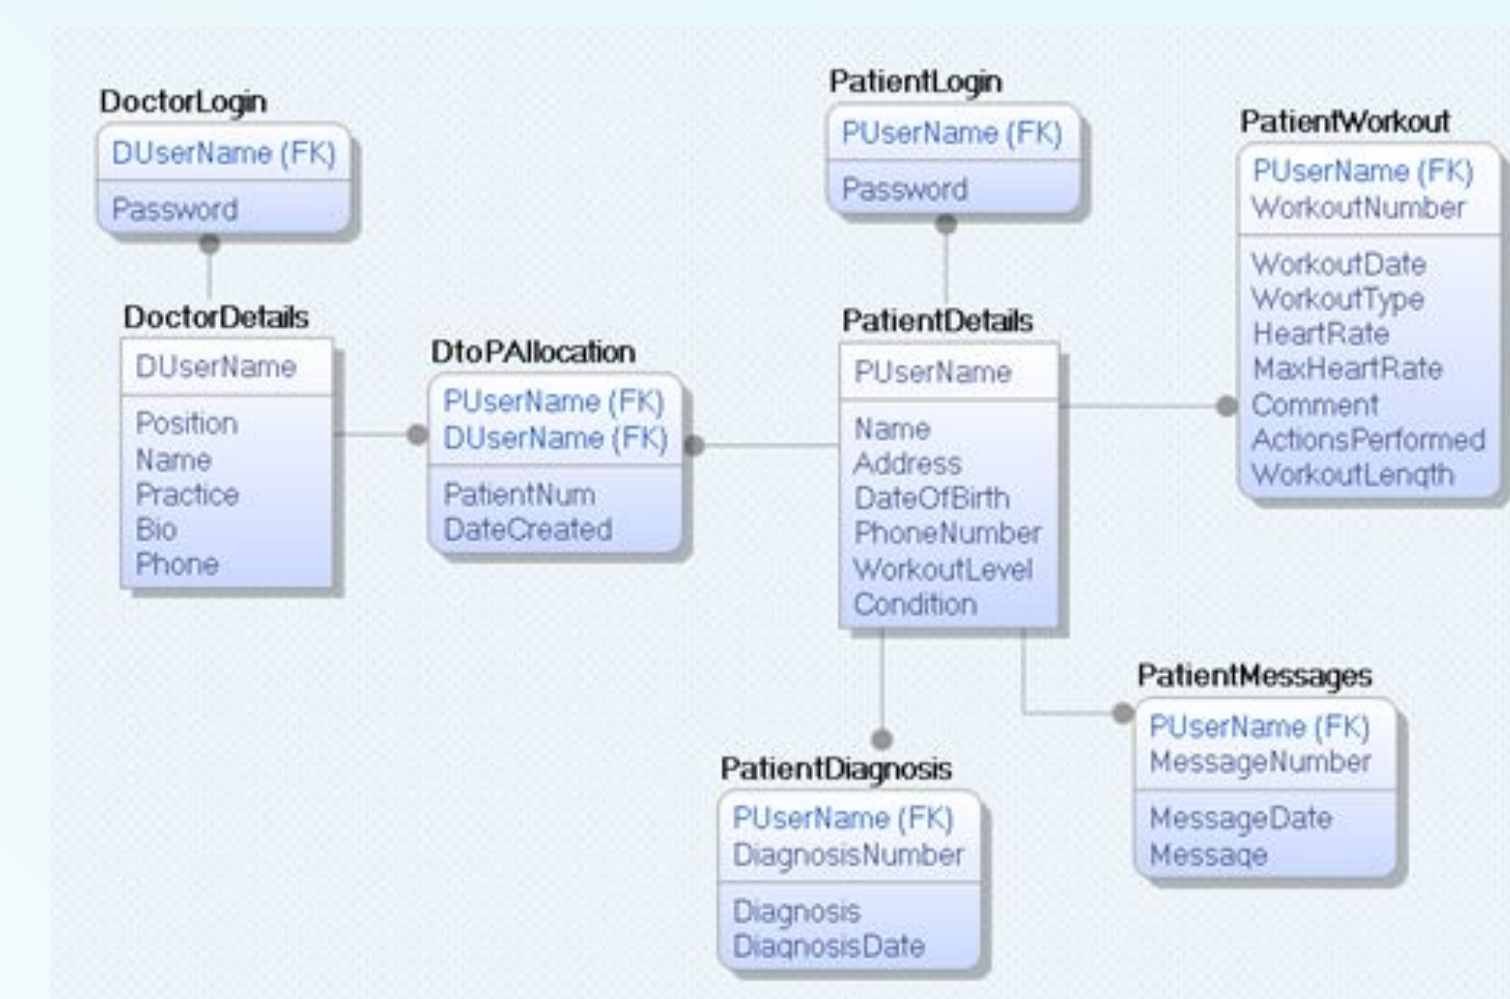 DoctorLogin
DUserName (FK)
Password
DoctorDetails
DUserName
Position
Name
Practice
Bio
Phone
DtoPAllocation
PUserName (FK)
DUserName (FK)
PatientNum
DateCreated
PatientLogin
PUserName (FK)
Password
PatientDetails
PUserName
Name
Address
DateOfBirth
PhoneNumber
WorkoutLevel
Condition
PatientWorkout
PUserName (FK)
WorkoutNumber
WorkoutDate
WorkoutType
HeartRate
MaxHeartRate
Comment
ActionsPerformed
WorkoutLength
PatientDiagnosis
PUserName (FK)
DiagnosisNumber
Diagnosis
DiagnosisDate
PatientMessages
PUserName (FK)
MessageNumber
MessageDate
Message